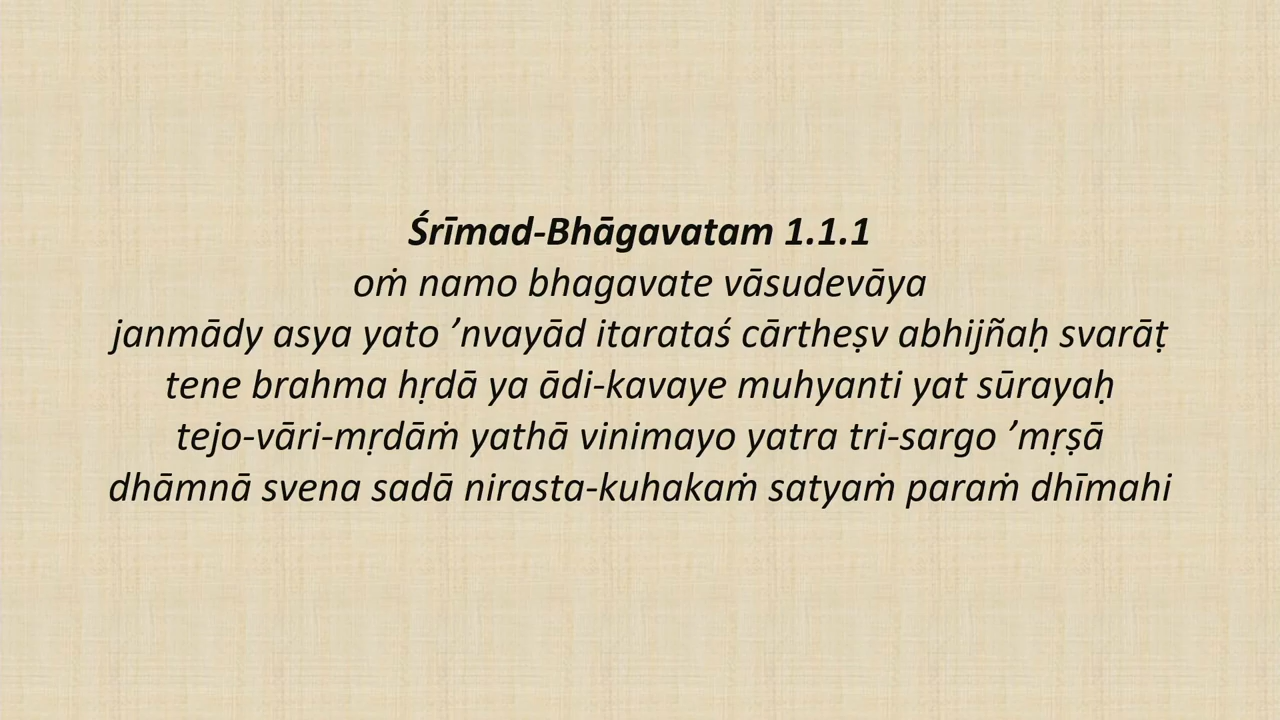 Śrīmad-Bhāgavatam 1.1.1
oṁ namo bhagavate vāsudevāya
janmādy asya yato ’nvayād itarataś cārtheṣv abhijñaḥ svarāṭ
tene brahma hṛdā ya ādi-kavaye muhyanti yat sūrayaḥ
tejo-vāri-mṛdāṁ yathā vinimayo yatra tri-sargo ’mṛṣā
dhāmnā svena sadā nirasta-kuhakaṁ satyaṁ paraṁ dhīmahi